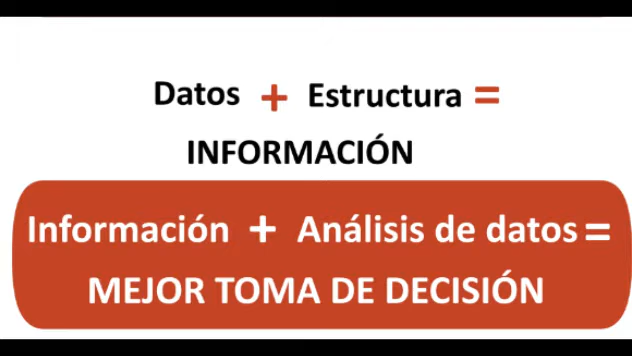 Datos + Estructura =
INFORMACIÓN
Información + Análisis de datos =
MEJOR TOMA DE DECISIÓN